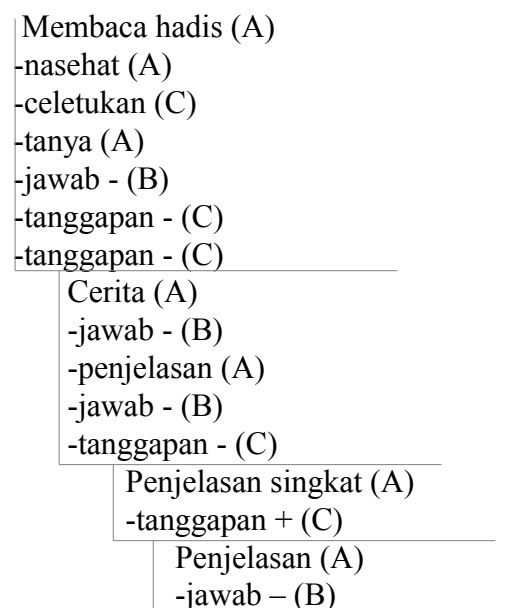 Membaca hadis (A)
-nasehat (A)
-celetukan (C)
-tanya (A)
-jawab - (B)
-tanggapan - (C)
-tanggapan - (C)
Cerita (A)
-jawab - (B)
-penjelasan (A)
-jawab - (B)
-tanggapan - (C)
Penjelasan singkat (A)
-tanggapan + (C)
Penjelasan (A)
-jawab – (B)